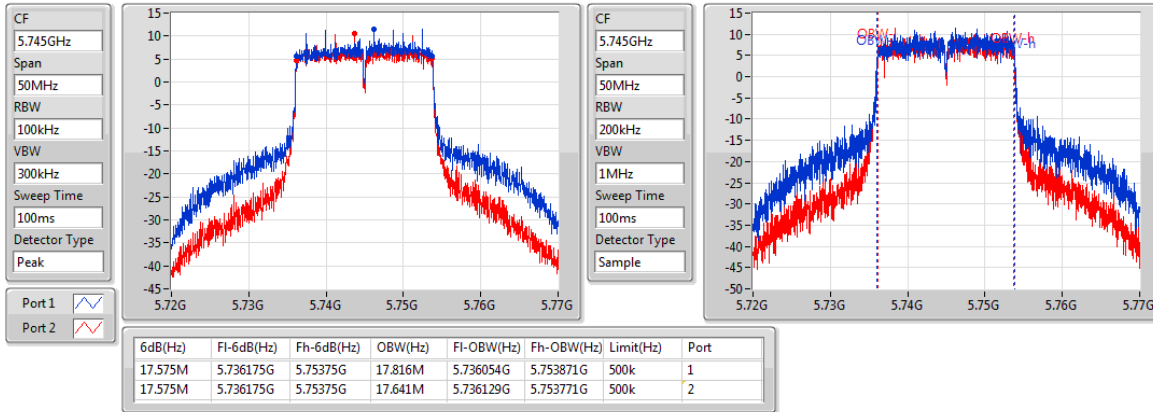 CF
5.745GHz
Span
50MHz
RBW
100kHz
VBW
300kHz
Sweep Time
100ms
Detector Type
Peak
Port 1
Port 2
15
10
5
0
-5
-10
-15
-20
-25
-30
-35
-40
-45
5.72G 5.73G 5.74G 5.75G 5.76G 5.77G
CF
5.745GHz
Span
50MHz
RBW
200kHz
VBW
1MHz
Sweep Time
100ms
Detector Type
Sample
15
10
5
0
-5
-10
-15
-20
-25
-30
-35
-40
-45
-50
5.72G 5.73G 5.74G 5.75G 5.76G 5.77G
OBW-h
6dB(Hz) Fl-6dB(Hz) Fh-6dB(Hz) OBW(Hz) Fl-OBW(Hz) Fh-OBW(Hz) Limit(Hz) Port
17.575M 5.736175G 5.75375G 17.816M 5.736054G 5.753871G 500k 1
17.575M 5.736175G 5.75375G 17.641M 5.736129G 5.753771G 500k 2